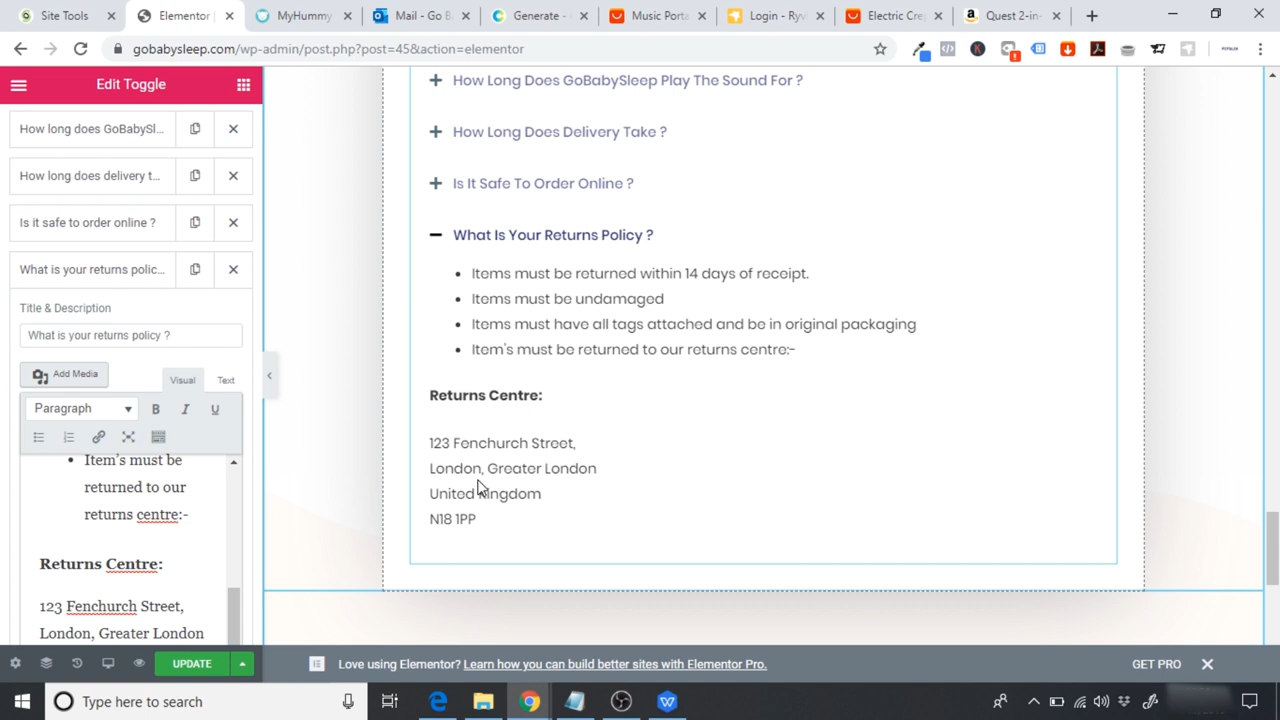 Site Tools
Elementor |
MyHummy
Mail - Go B
Generate -
Music Porta
Login - Ryv
Electric Cre
Quest 2-in-
gobabysleep.com/wp-admin/post.php?post=45&action=elementor
Edit Toggle
How long does GoBabySl...
How long does delivery t...
Is it safe to order online ?
What is your returns polic...
Title & Description
What is your returns policy ?
Add Media
Visual
Text
Paragraph
B
I
U
Item's must be
returned to our
returns centre:-
Returns Centre:
123 Fenchurch Street,
London, Greater London
UPDATE
How Long Does GoBabySleep Play The Sound For ?
How Long Does Delivery Take ?
Is It Safe To Order Online ?
What Is Your Returns Policy ?
Items must be returned within 14 days of receipt.
Items must be undamaged
Items must have all tags attached and be in original packaging
Item's must be returned to our returns centre:-
Returns Centre:
123 Fenchurch Street,
London, Greater London
United Kingdom
N18 1PP
Love using Elementor? Learn how you can build better sites with Elementor Pro.
GET PRO
Type here to search